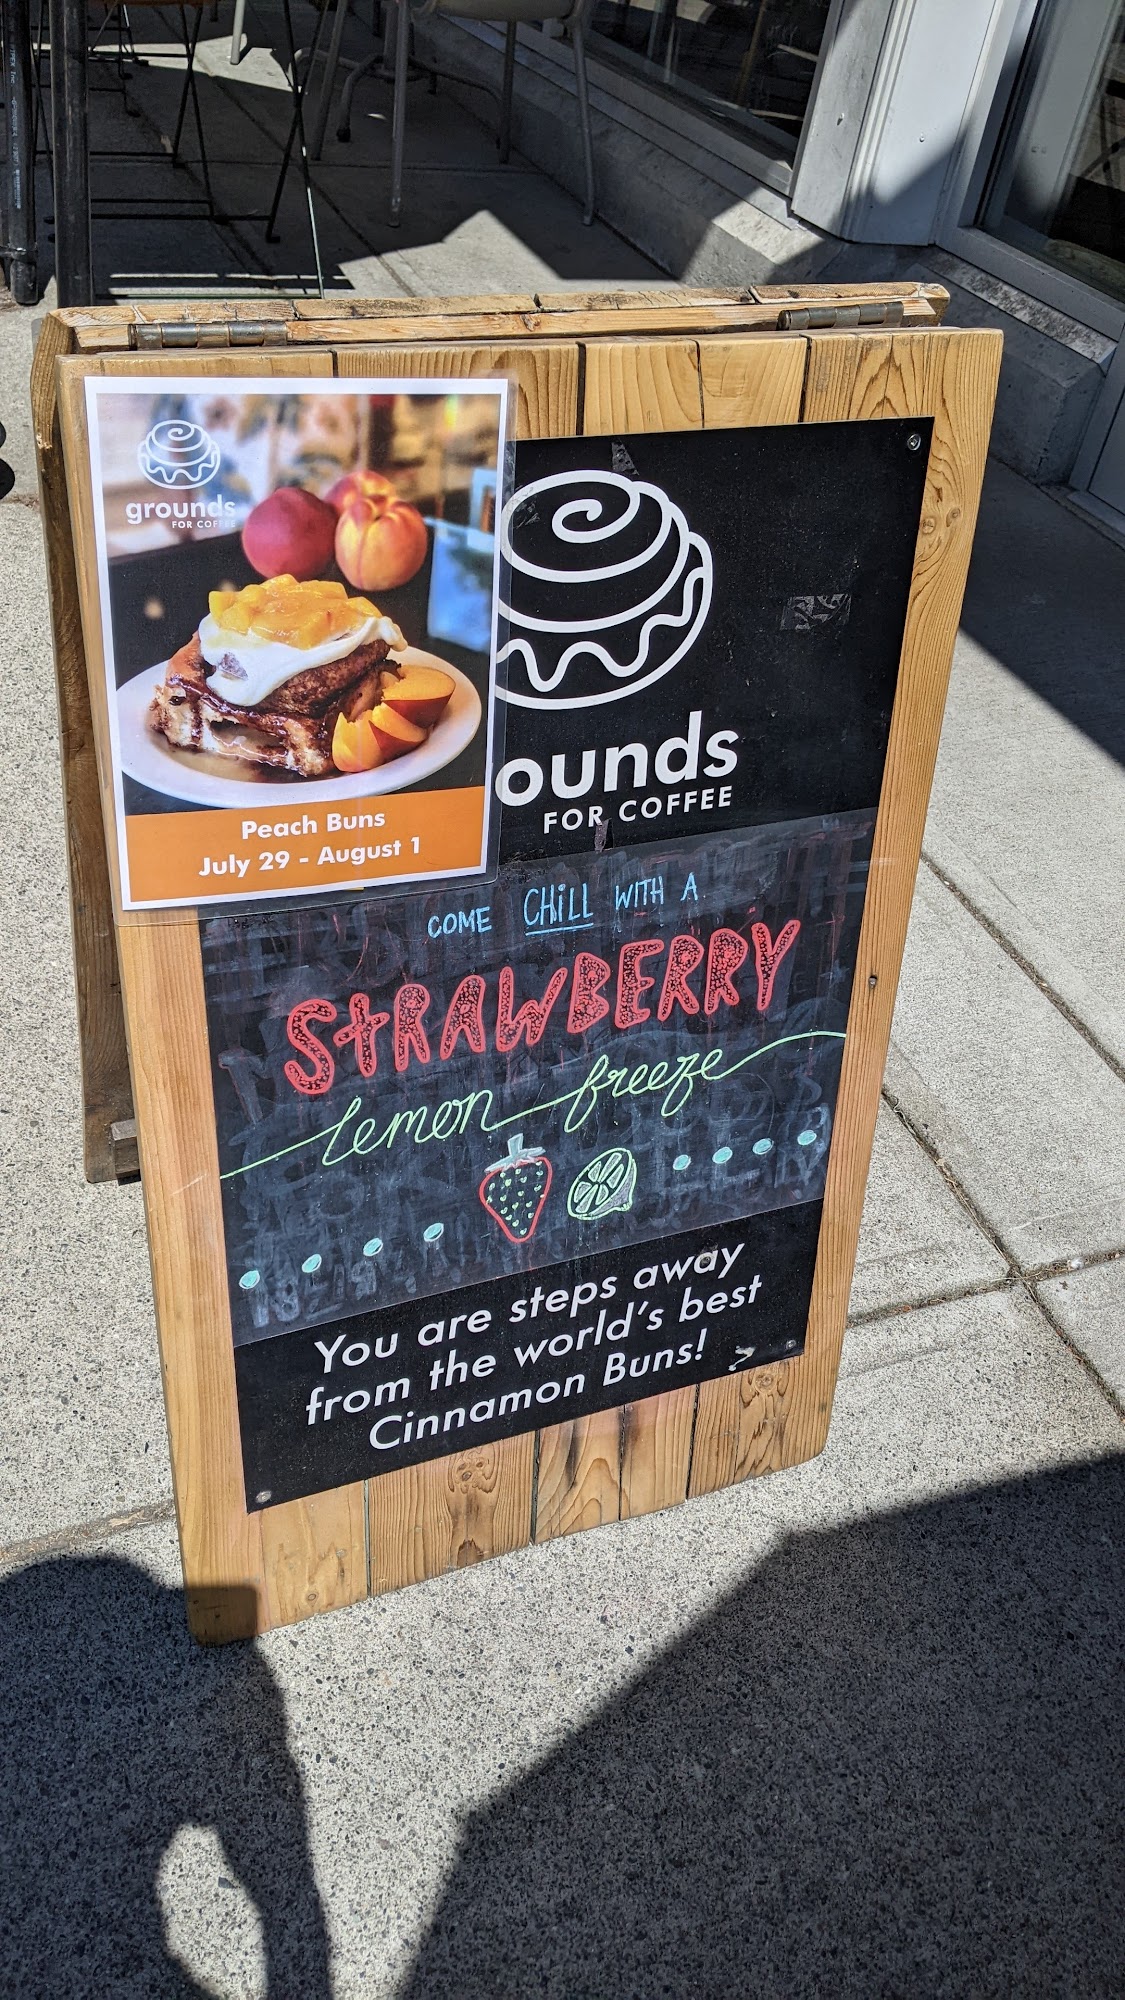 grounds
FOR COFFEE
Peach Buns
July 29 - August 1
ounds
FOR COFFEE
COME CHiLL WITH A
STRAWBERRY
lemon freeze
You are steps away
from the world's best
Cinnamon Buns!